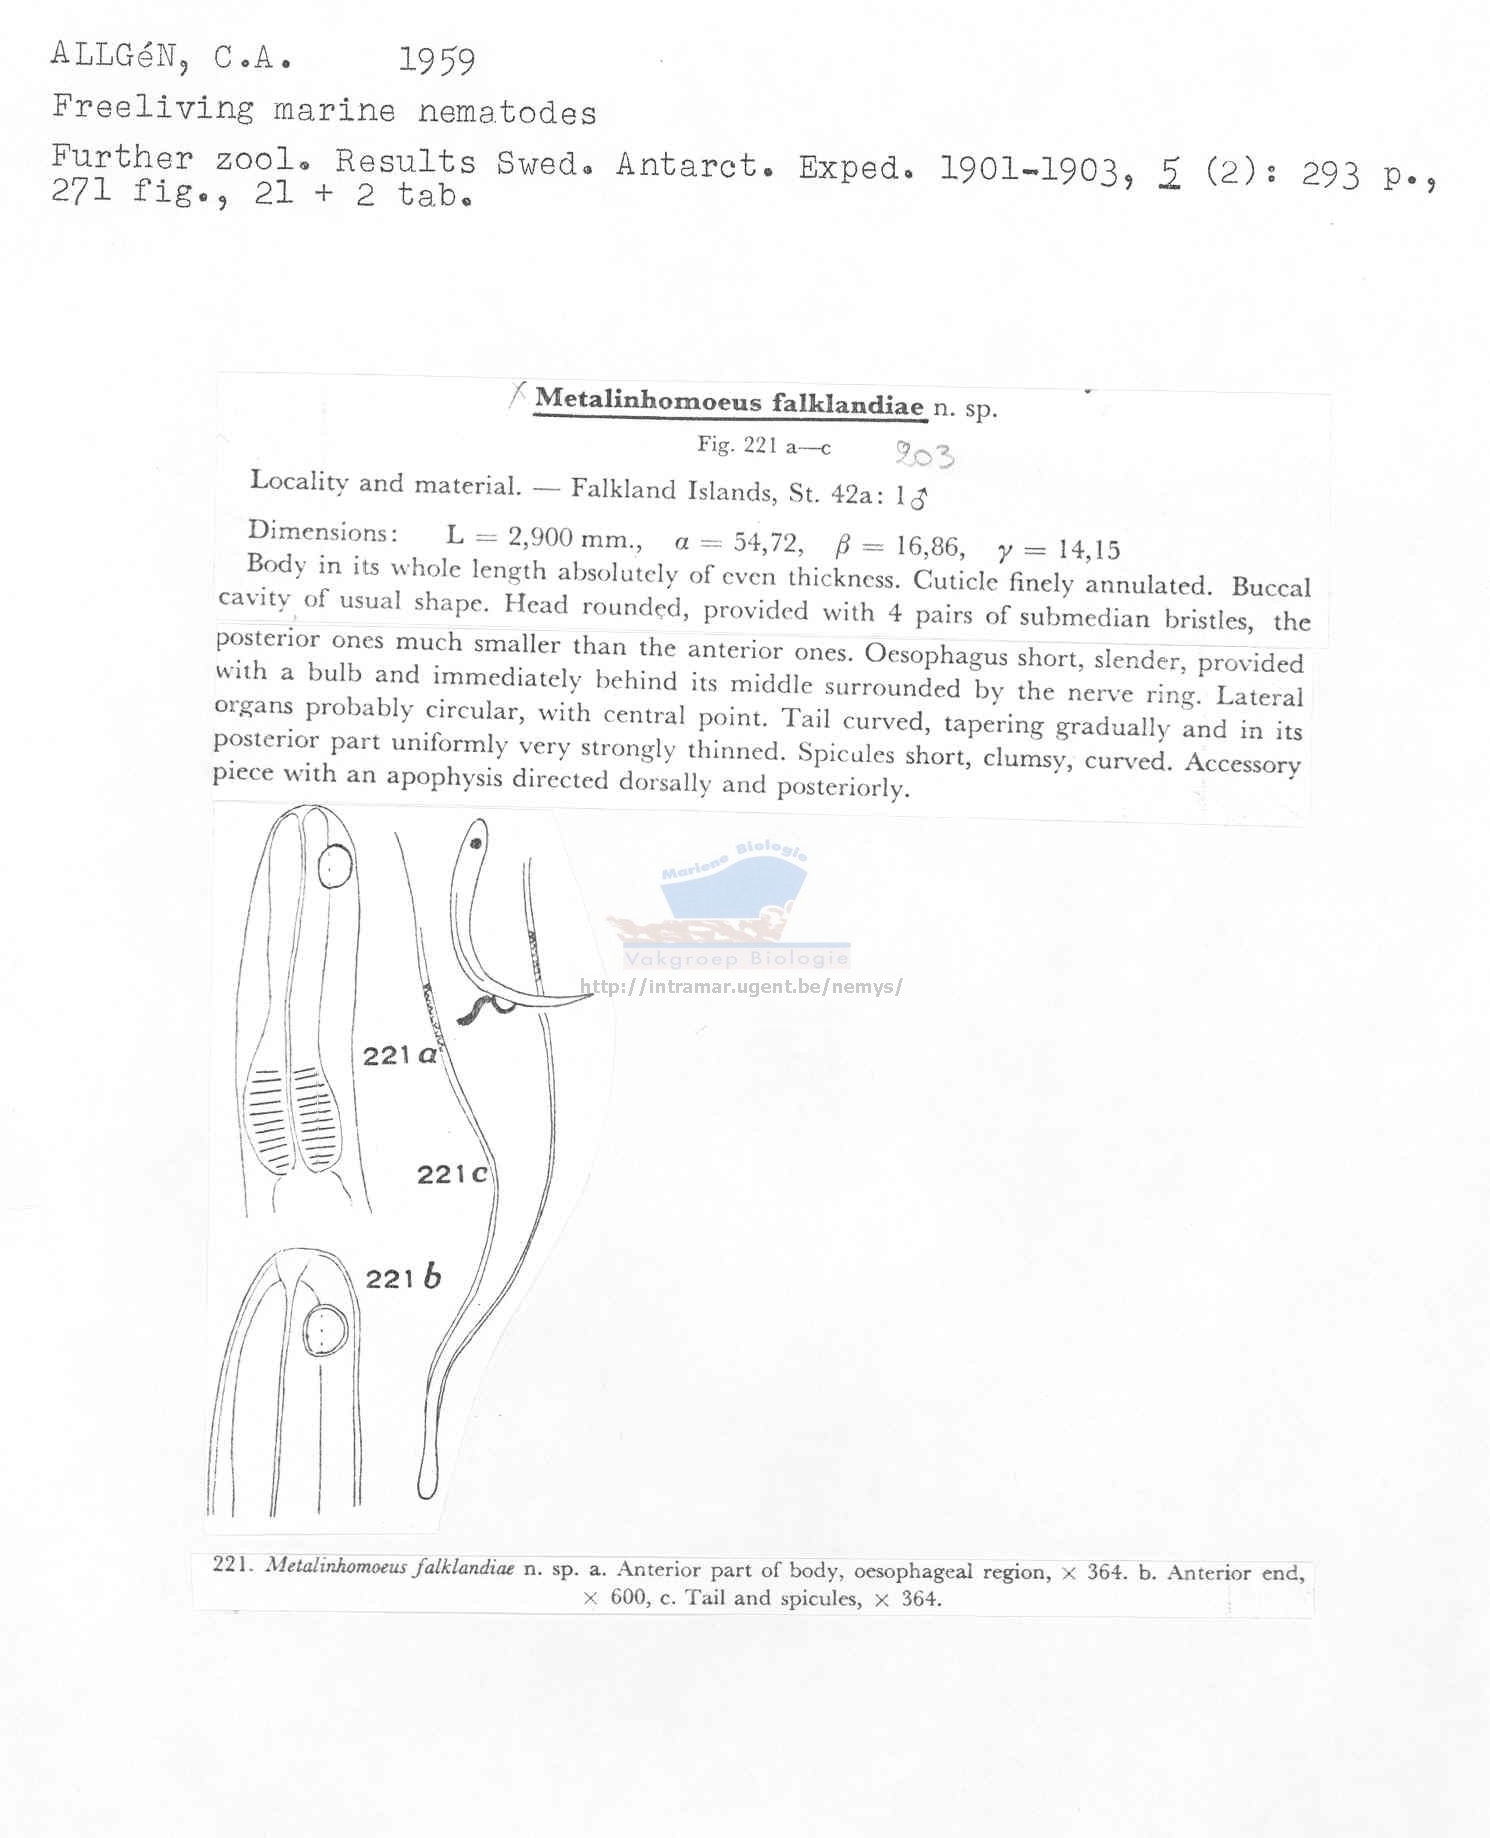 ALLGéN, C.A. 1959
Freeliving marine nematodes
Further zool. Results Swed. Antarct. Exped. 1901-1903, 5 (2): 293 p.,
271 fig., 21 + 2 tab.
Metalinhomoeus falklandiae n. sp.
Fig. 221 a—c 203
Locality and material. — Falkland Islands, St. 42a: 1♂
Dimensions: L = 2,900 mm., α = 54,72, β = 16,86, γ = 14,15
Body in its whole length absolutely of even thickness. Cuticle finely annulated. Buccal
cavity of usual shape. Head rounded, provided with 4 pairs of submedian bristles, the
posterior ones much smaller than the anterior ones. Oesophagus short, slender, provided
with a bulb and immediately behind its middle surrounded by the nerve ring. Lateral
organs probably circular, with central point. Tail curved, tapering gradually and in its
posterior part uniformly very strongly thinned. Spicules short, clumsy, curved. Accessory
piece with an apophysis directed dorsally and posteriorly.
Mariene Biologie
Vakgroep Biologie
http://intramar.ugent.be/nemys/
221 a
221 c
221 b
221. Metalinhomoeus falklandiae n. sp. a. Anterior part of body, oesophageal region, × 364. b. Anterior end,
× 600, c. Tail and spicules, × 364.